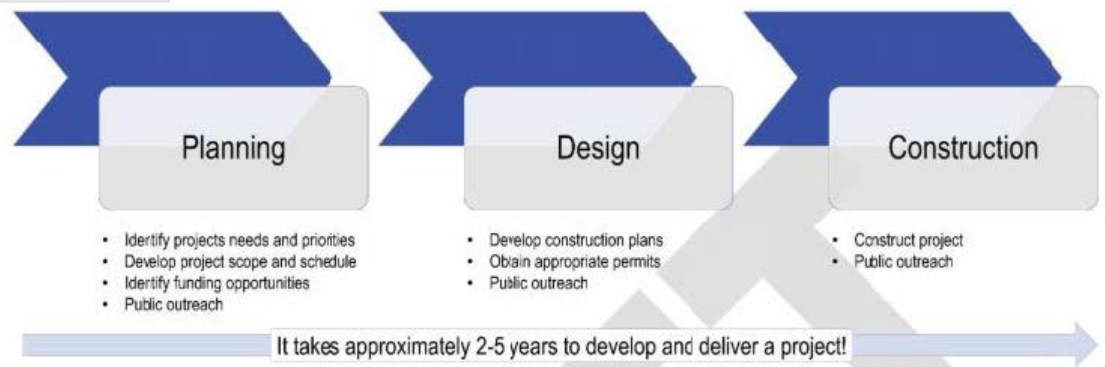 Planning
• Identify projects needs and priorities
• Develop project scope and schedule
• Identify funding opportunities
• Public outreach
Design
• Develop construction plans
• Obtain appropriate permits
• Public outreach
Construction
• Construct project
• Public outreach
It takes approximately 2-5 years to develop and deliver a project!